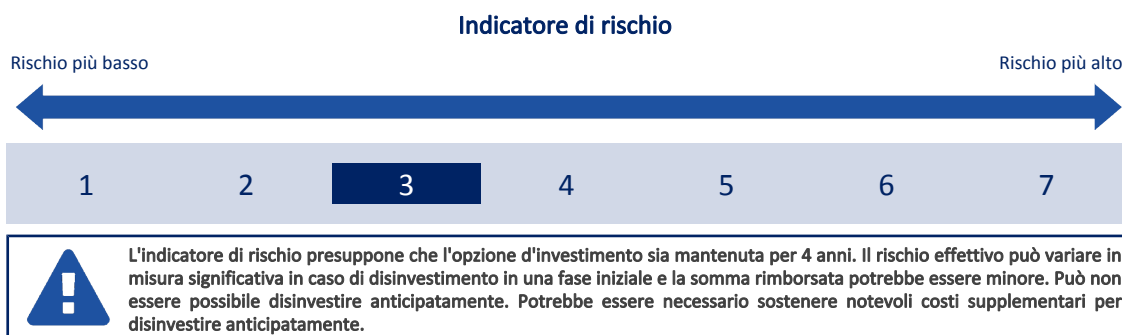 Indicatore di rischio
Rischio più basso
Rischio più alto
1 2 3 4 5 6 7
L'indicatore di rischio presuppone che l'opzione d'investimento sia mantenuta per 4 anni. Il rischio effettivo può variare in
misura significativa in caso di disinvestimento in una fase iniziale e la somma rimborsata potrebbe essere minore. Può non
essere possibile disinvestire anticipatamente. Potrebbe essere necessario sostenere notevoli costi supplementari per
disinvestire anticipatamente.